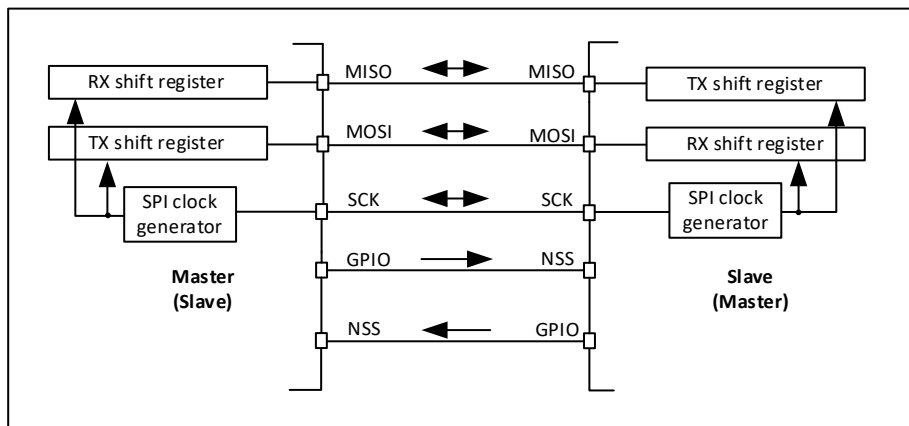 RX shift register
MISO
MISO
TX shift register
TX shift register
MOSI
MOSI
RX shift register
SPI clock
generator
SCK
SCK
SPI clock
generator
GPIO
NSS
Master
(Slave)
Slave
(Master)
NSS
GPIO